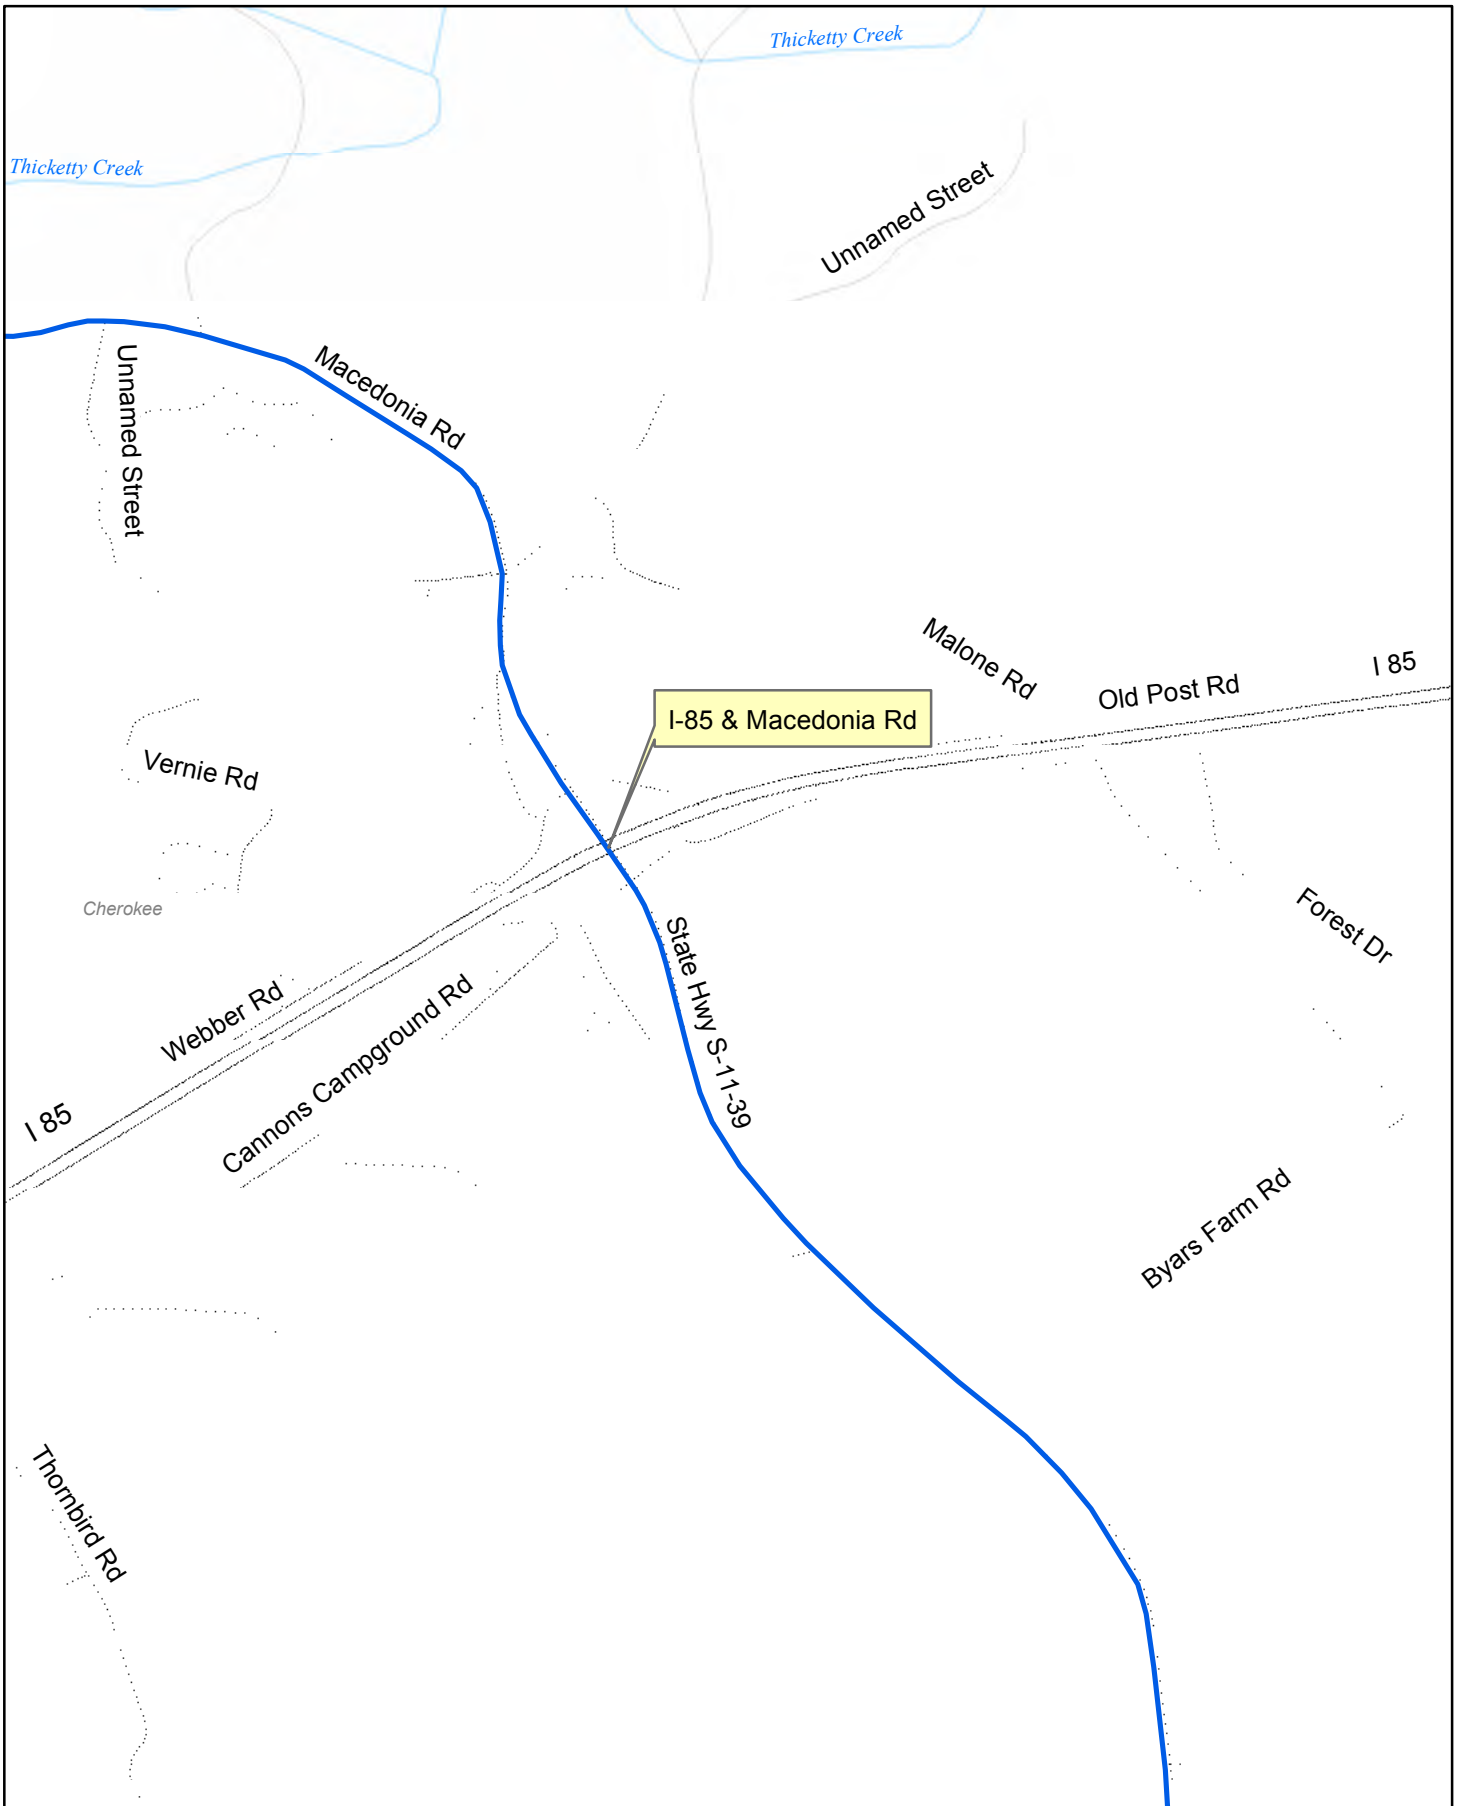 Thicketty Creek
Thicketty Creek
Unnamed Street
Unnamed Street
Macedonia Rd
Malone Rd
Old Post Rd
I 85
I-85 & Macedonia Rd
Vernie Rd
Cherokee
Forest Dr
State Hwy S-11-39
Webber Rd
Cannons Campground Rd
I 85
Byars Farm Rd
Thornbird Rd